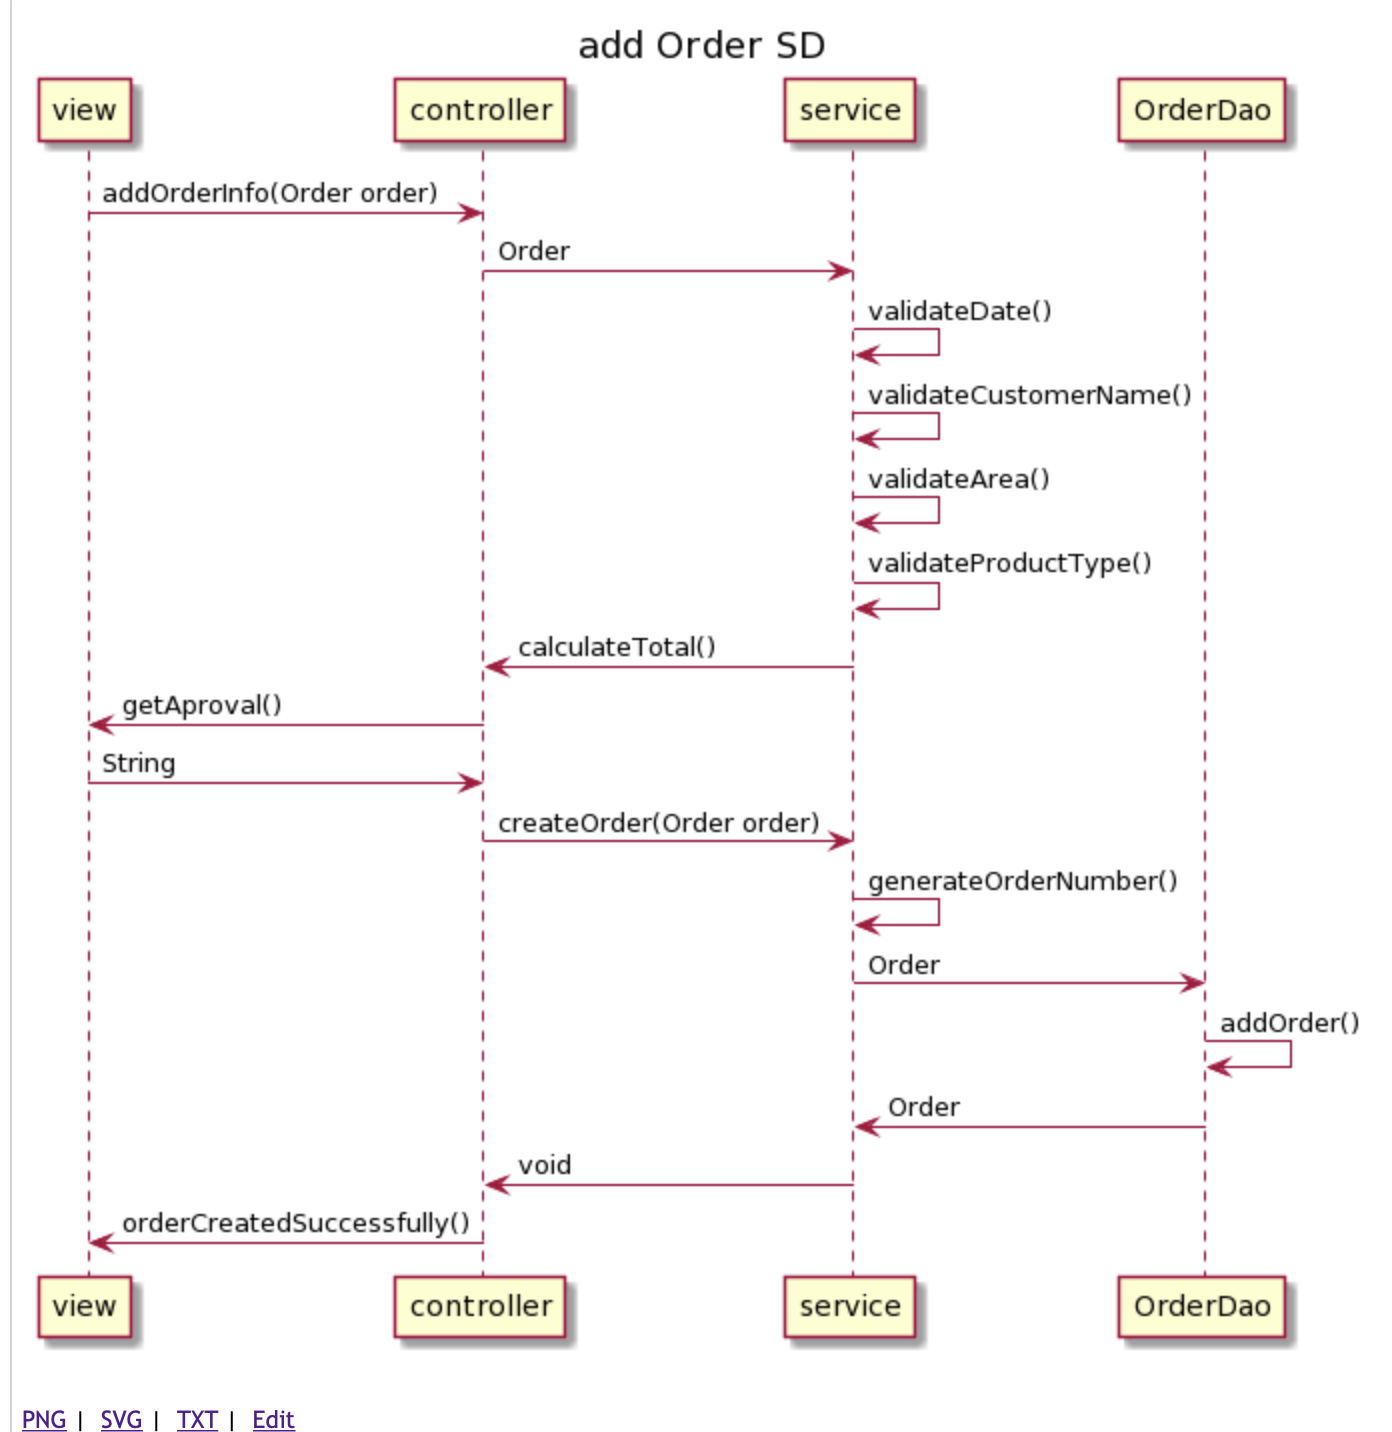 add Order SD
view controller service OrderDao
addOrderInfo(Order order)
Order
validateDate()
validateCustomerName()
validateArea()
validateProductType()
calculateTotal()
getAproval()
String
createOrder(Order order)
generateOrderNumber()
Order
addOrder()
Order
void
orderCreatedSuccessfully()
view controller service OrderDao
PNG | SVG | TXT | Edit